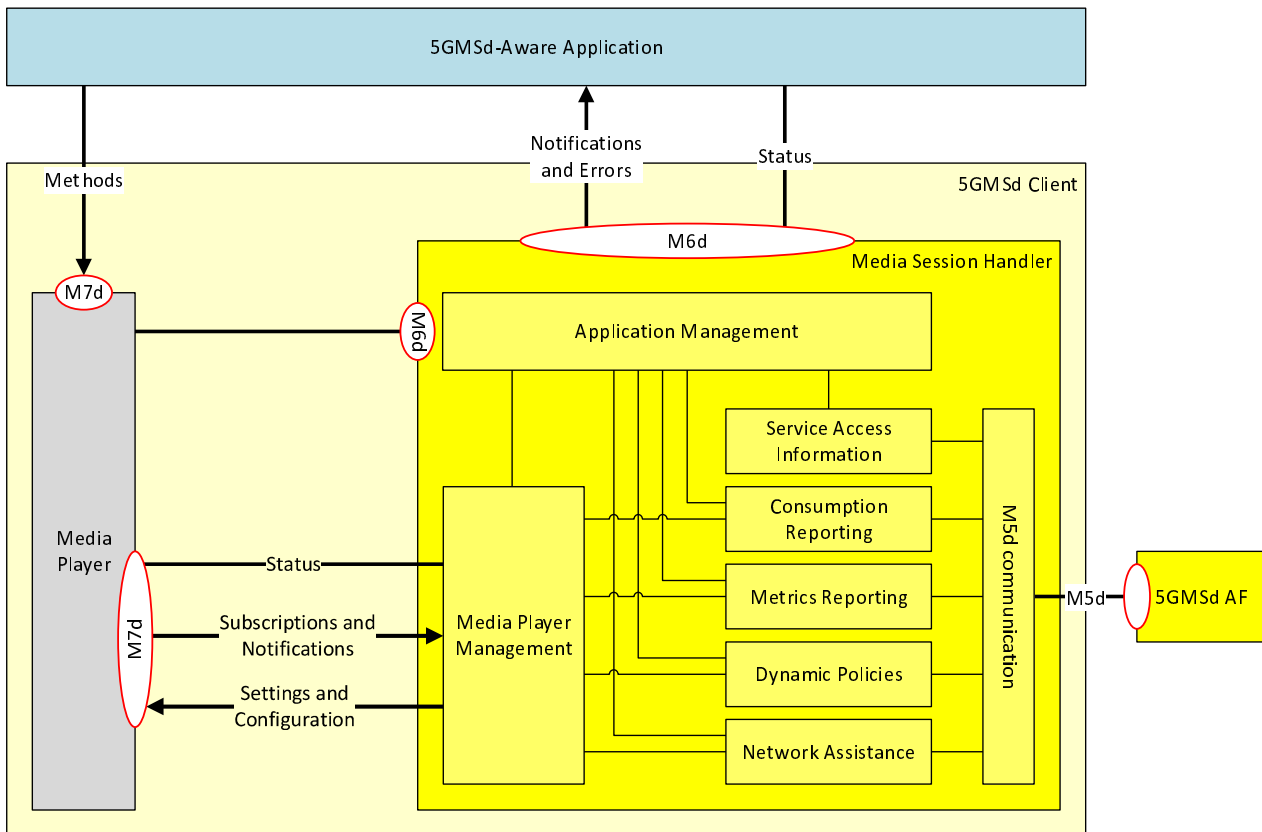 5GMSd-Aware Application
Notifications
and Errors
Status
Methods
5GMSd Client
M6d
Media Session Handler
M7d
M6d
Application Management
Service Access
Information
Consumption
Reporting
Media
Player
M5d communication
Status
Metrics Reporting
M5d
5GMSd AF
Subscriptions and
Notifications
M7d
Media Player
Management
Dynamic Policies
Settings and
Configuration
Network Assistance